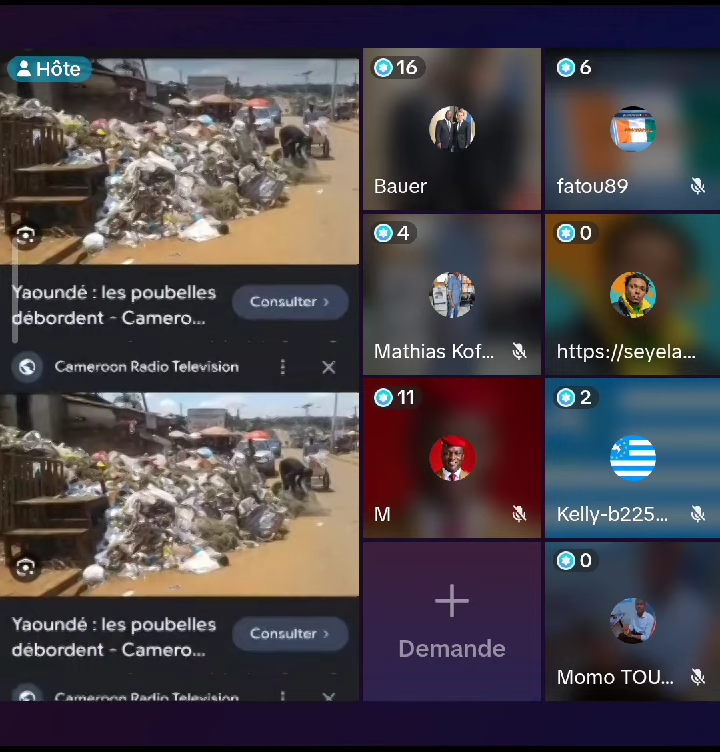 Hôte
Yaoundé : les poubelles
débordent - Camero...
Consulter >
Cameroon Radio Television
Yaoundé : les poubelles
débordent - Camero...
Consulter >
Cameroon Radio Television
16
Bauer
6
fatou89
4
Mathias Kof...
0
https://seyela...
11
M
2
Kelly-b225...
Demande
0
Momo TOU...